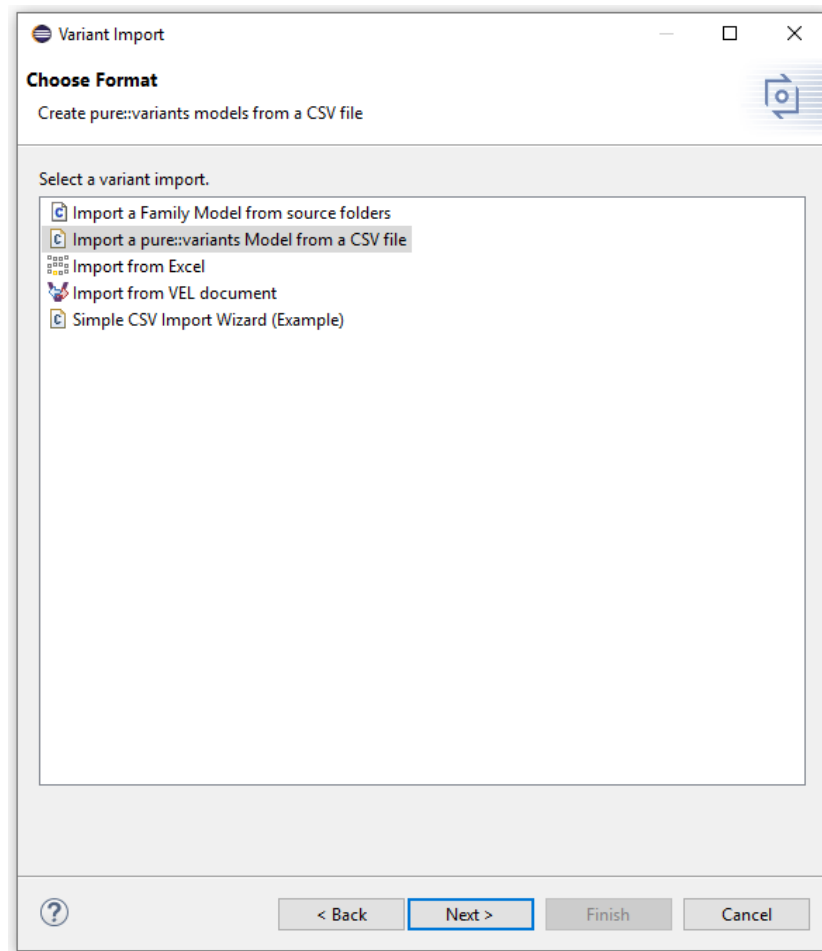 Variant Import
Choose Format
Create pure::variants models from a CSV file
Select a variant import.
Import a Family Model from source folders
Import a pure::variants Model from a CSV file
Import from Excel
Import from VEL document
Simple CSV Import Wizard (Example)
? < Back Next > Finish Cancel